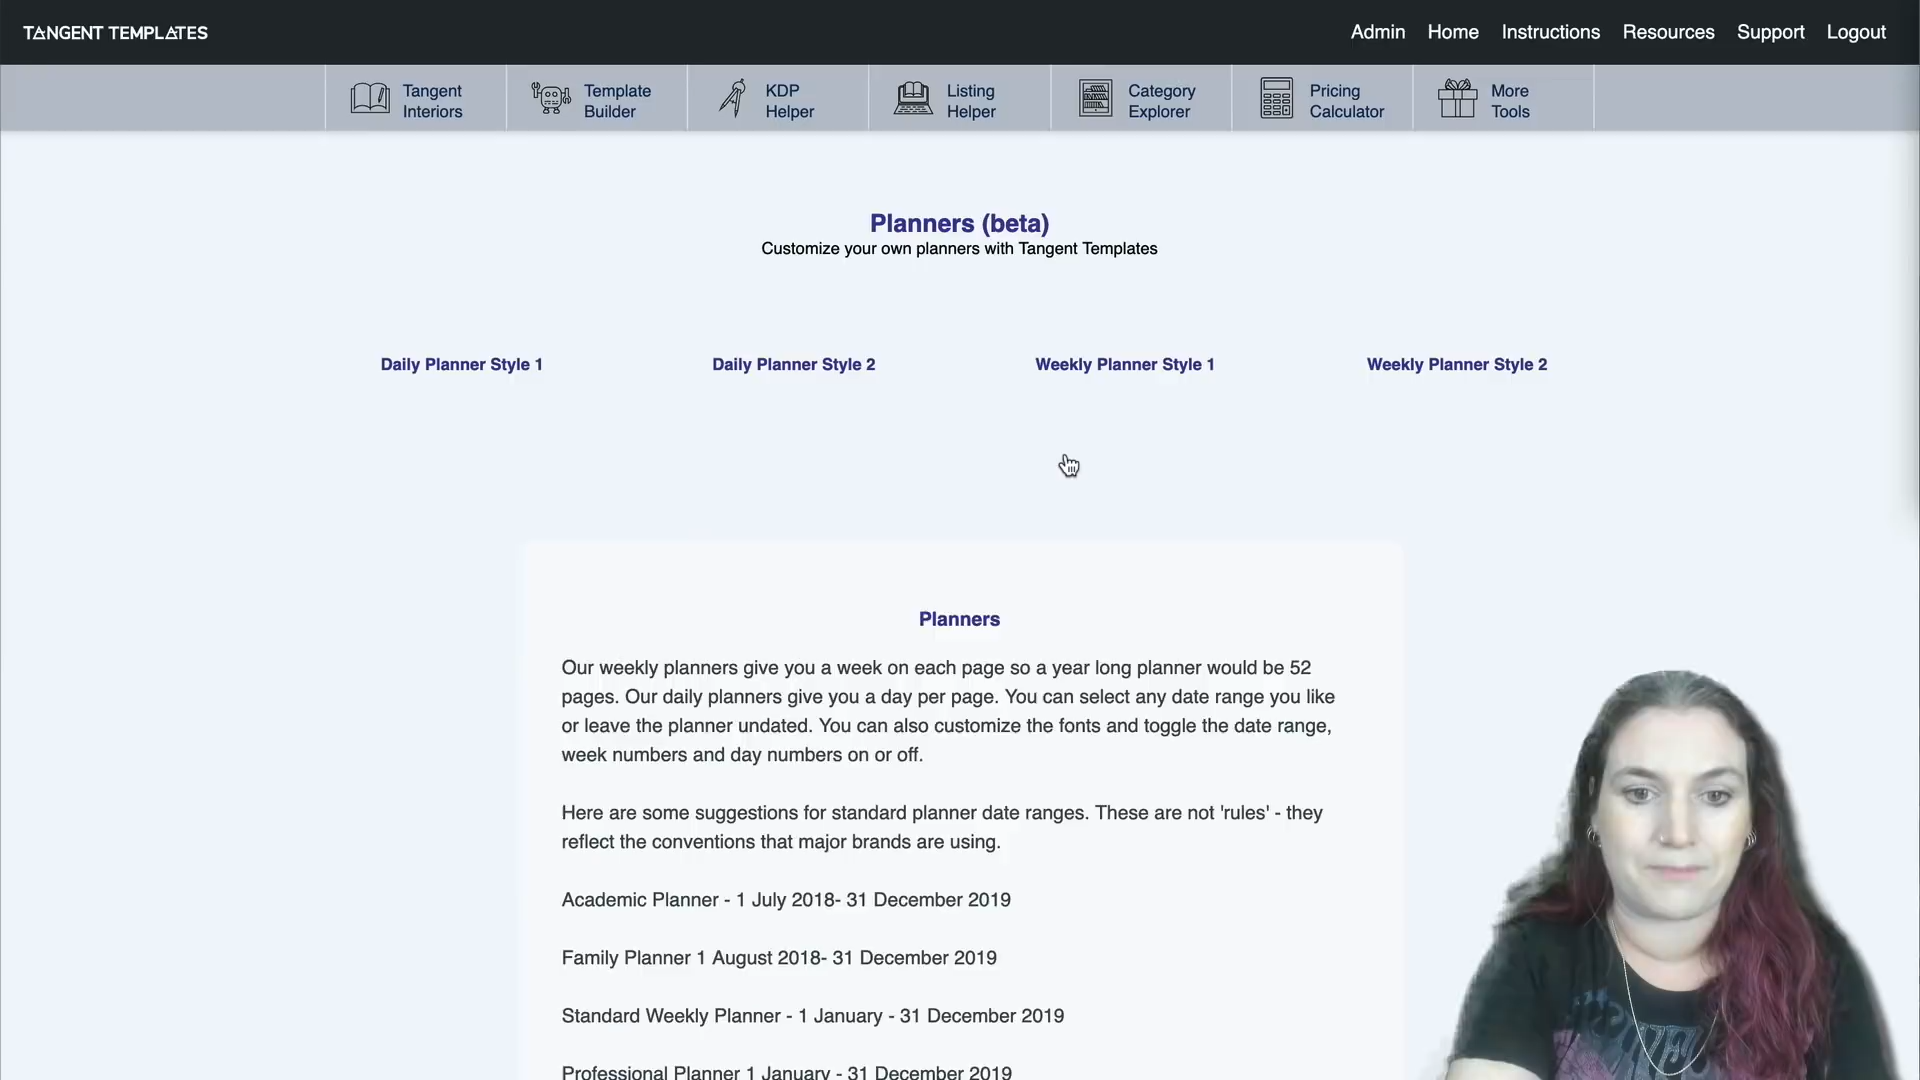 TANGENT TEMPLATES
Admin Home Instructions Resources Support Logout
Tangent Interiors
Template Builder
KDP Helper
Listing Helper
Category Explorer
Pricing Calculator
More Tools
Planners (beta)
Customize your own planners with Tangent Templates
Daily Planner Style 1
Daily Planner Style 2
Weekly Planner Style 1
Weekly Planner Style 2
Planners
Our weekly planners give you a week on each page so a year long planner would be 52
pages. Our daily planners give you a day per page. You can select any date range you like
or leave the planner undated. You can also customize the fonts and toggle the date range,
week numbers and day numbers on or off.
Here are some suggestions for standard planner date ranges. These are not 'rules' - they
reflect the conventions that major brands are using.
Academic Planner - 1 July 2018- 31 December 2019
Family Planner 1 August 2018- 31 December 2019
Standard Weekly Planner - 1 January - 31 December 2019
Professional Planner 1 January - 31 December 2019